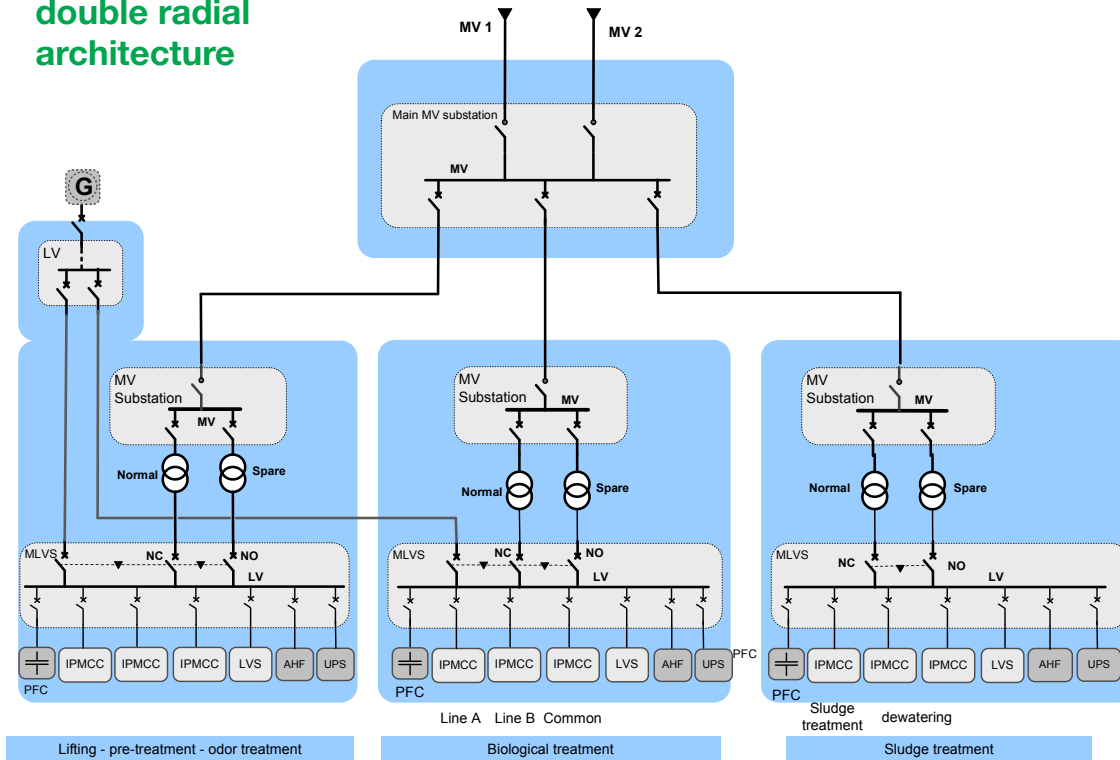 double radial
architecture
MV 1
MV 2
Main MV substation
MV
G
LV
MV
Substation
MV
Normal
Spare
MLVS
NC
NO
LV
IPMCC
IPMCC
IPMCC
LVS
AHF
UPS
PFC
Lifting - pre-treatment - odor treatment
MV
Substation
MV
Normal
Spare
MLVS
NC
NO
LV
IPMCC
IPMCC
IPMCC
LVS
AHF
UPS
PFC
Line A Line B Common
Biological treatment
MV
Substation
MV
Normal
Spare
MLVS
NC
NO
LV
PFC
IPMCC
IPMCC
IPMCC
LVS
AHF
UPS
PFC
Sludge
treatment
dewatering
Sludge treatment